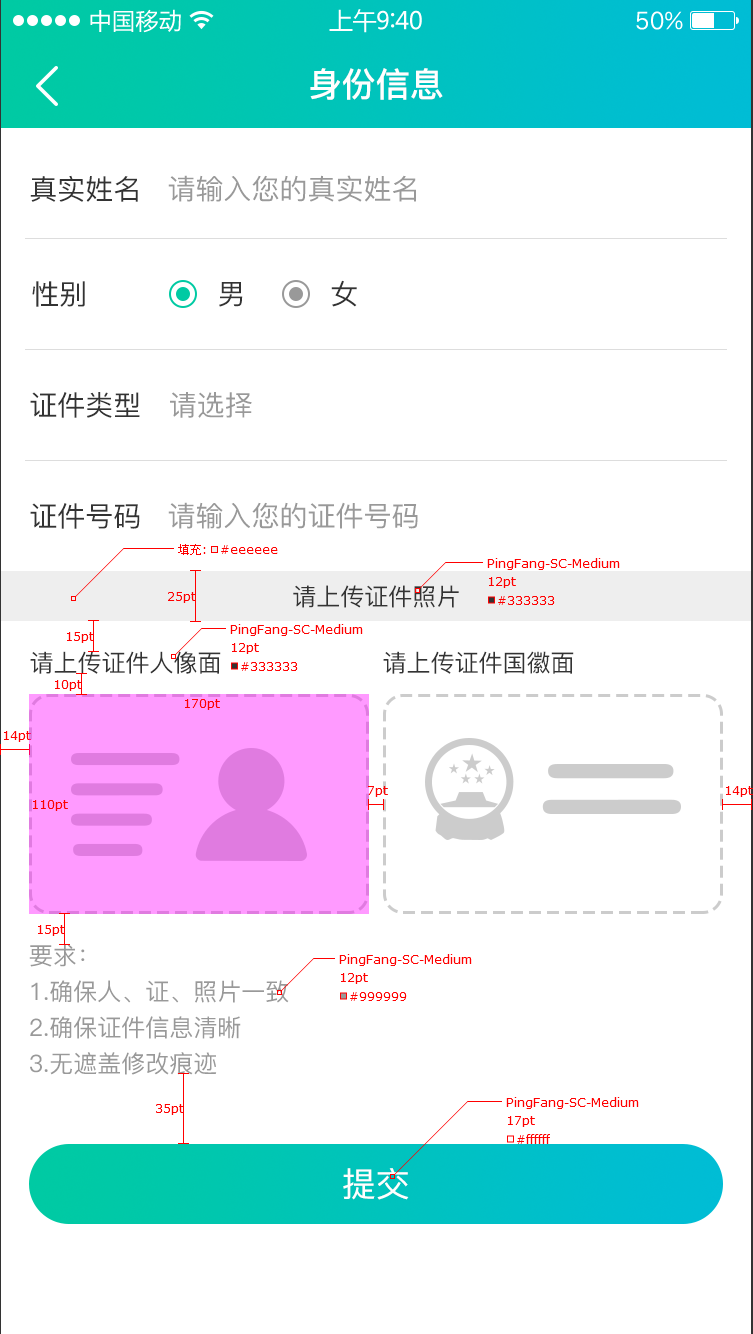 中国移动 上午9:40 50%
身份信息
真实姓名 请输入您的真实姓名
性别 男 女
证件类型 请选择
证件号码 请输入您的证件号码
填充: #eeeeee
PingFang-SC-Medium
12pt
#333333
25pt
请上传证件照片
15pt
PingFang-SC-Medium
12pt
#333333
请上传证件人像面 请上传证件国徽面
10pt
170pt
14pt
110pt
7pt
14pt
15pt
要求：
PingFang-SC-Medium
12pt
#999999
1.确保人、证、照片一致
2.确保证件信息清晰
3.无遮盖修改痕迹
35pt
PingFang-SC-Medium
17pt
#ffffff
提交